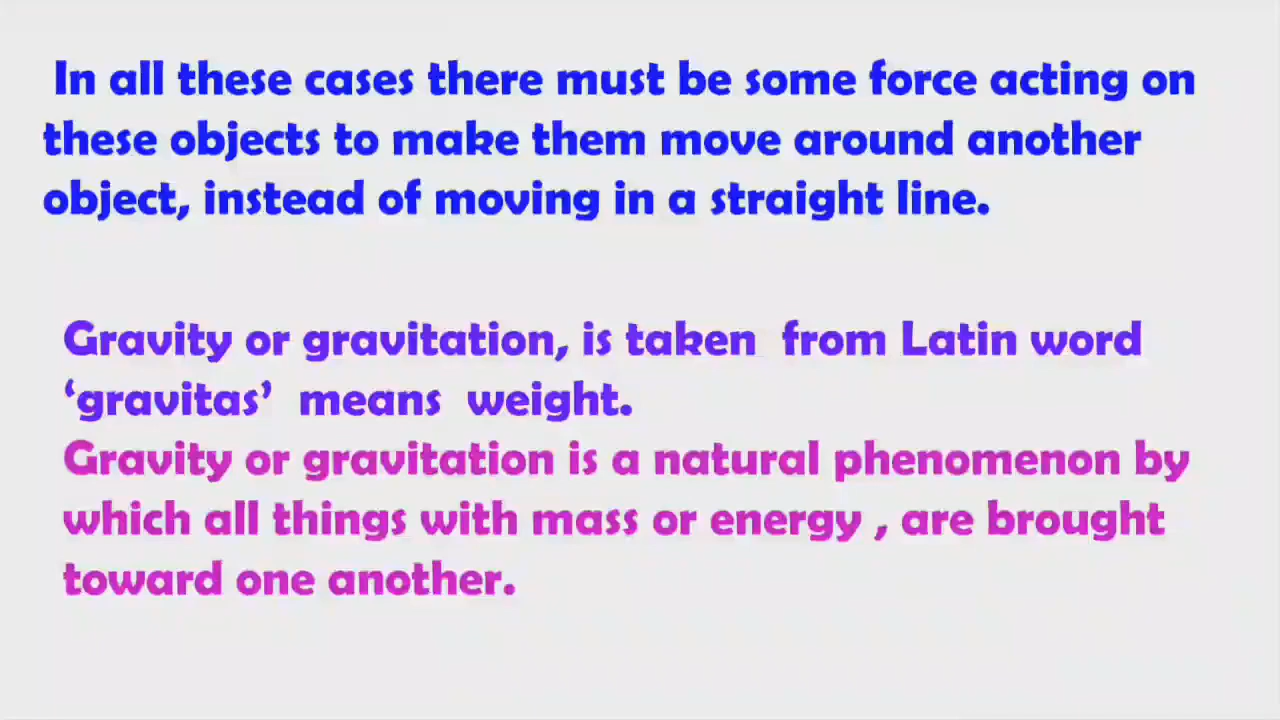 In all these cases there must be some force acting on
these objects to make them move around another
object, instead of moving in a straight line.
Gravity or gravitation, is taken from Latin word
‘gravitas’ means weight.
Gravity or gravitation is a natural phenomenon by
which all things with mass or energy , are brought
toward one another.